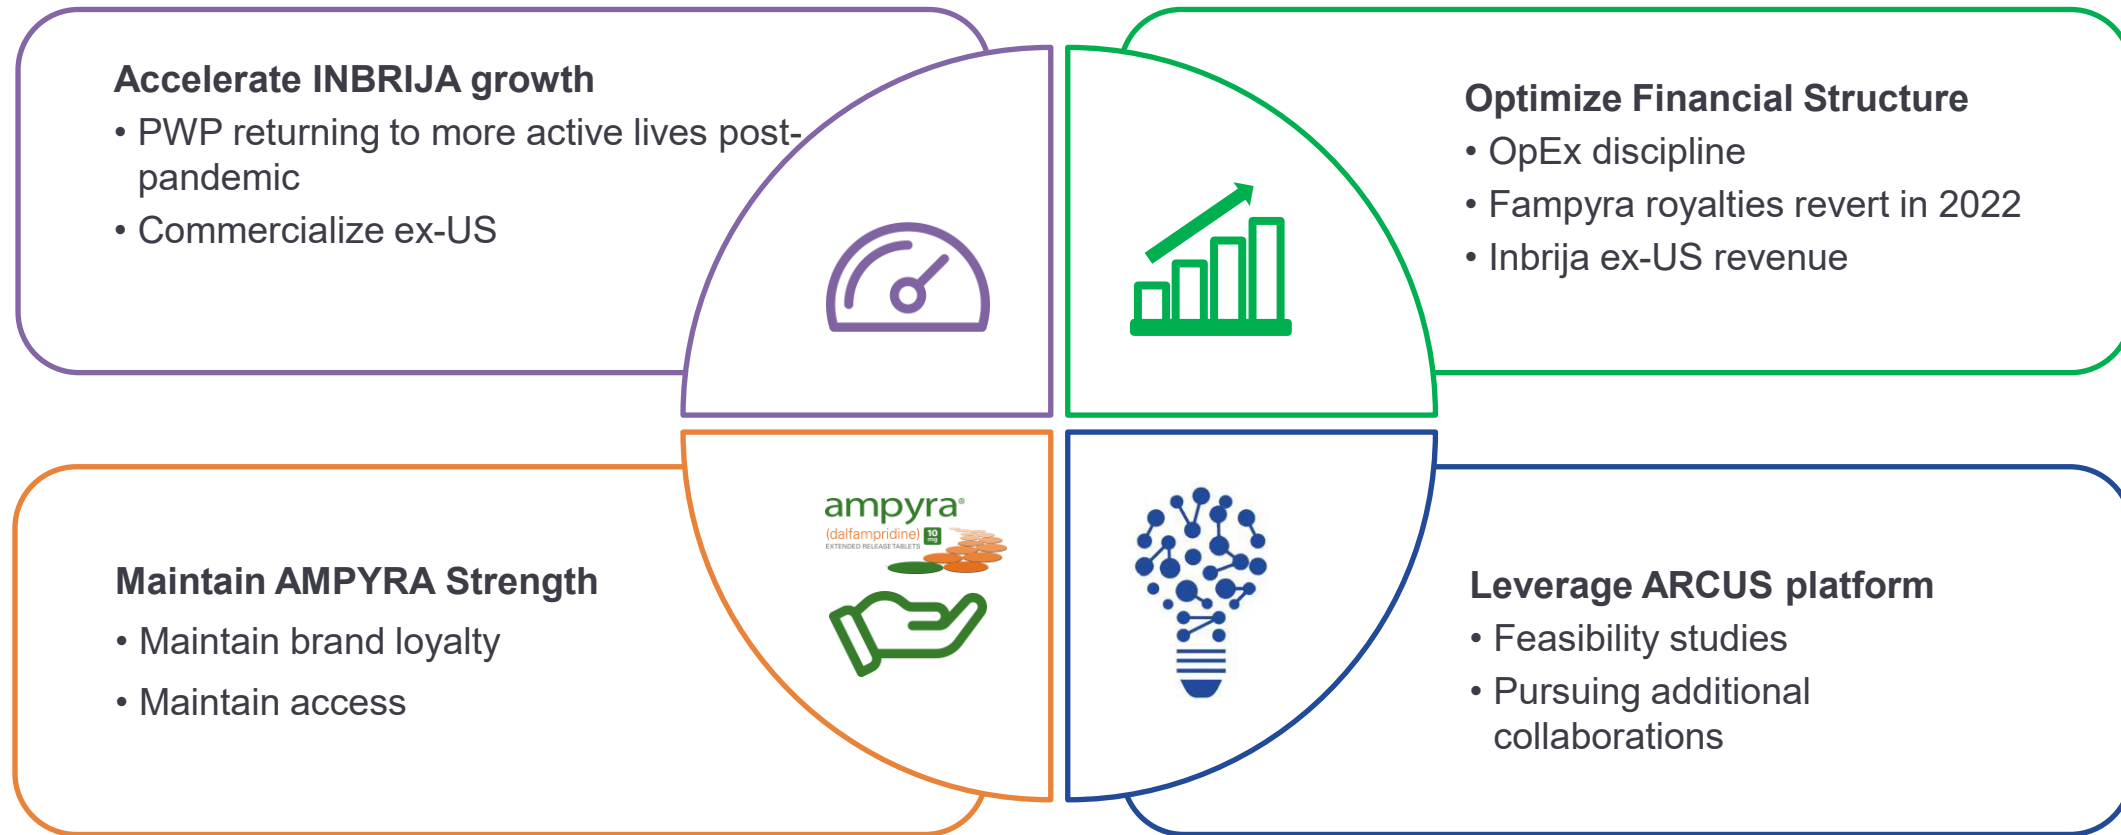 Accelerate INBRIJA growth
• PWP returning to more active lives post-
pandemic
• Commercialize ex-US
Optimize Financial Structure
• OpEx discipline
• Fampyra royalties revert in 2022
• Inbrija ex-US revenue
Maintain AMPYRA Strength
• Maintain brand loyalty
• Maintain access
ampyra®
(dalfampridine) 10 mg
EXTENDED RELEASE TABLETS
Leverage ARCUS platform
• Feasibility studies
• Pursuing additional
collaborations